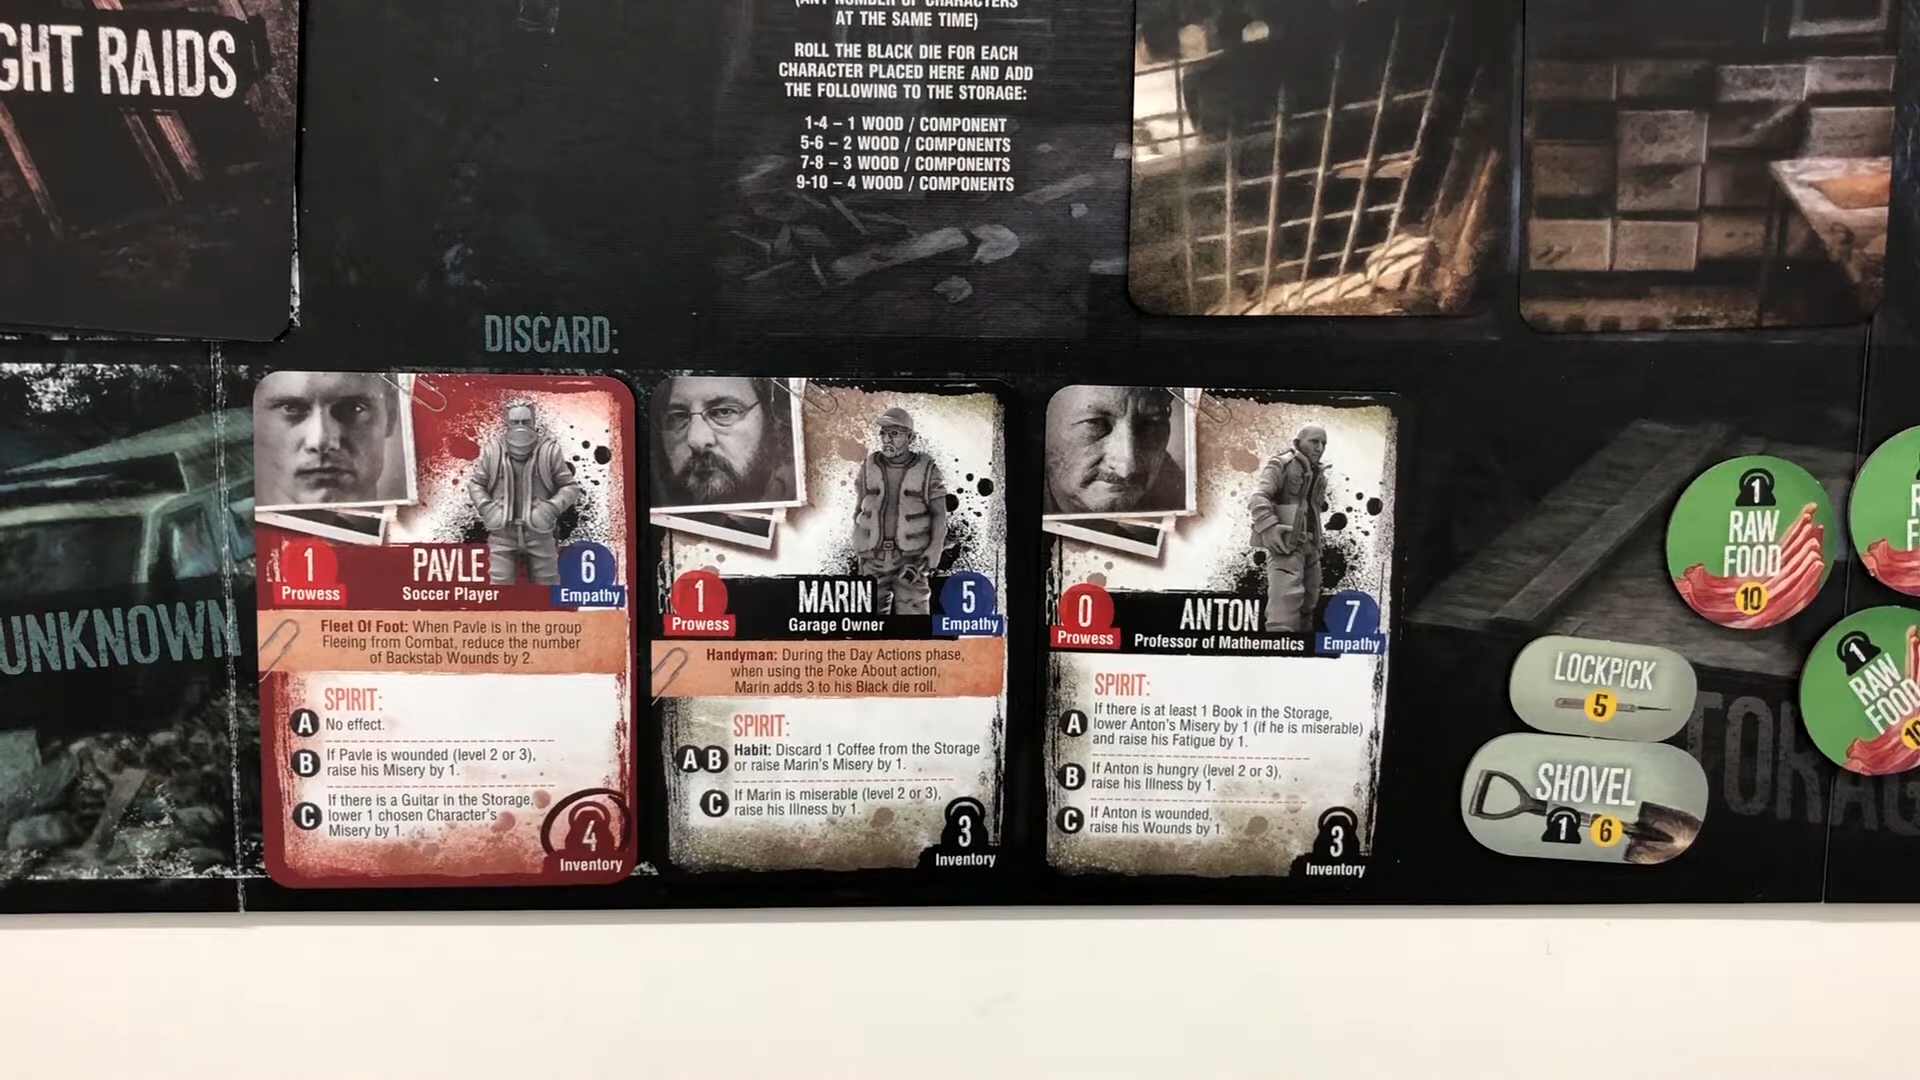 GHT RAIDS
(ANY NUMBER OF CHARACTERS
AT THE SAME TIME)
ROLL THE BLACK DIE FOR EACH
CHARACTER PLACED HERE AND ADD
THE FOLLOWING TO THE STORAGE:
1-4 – 1 WOOD / COMPONENT
5-6 – 2 WOOD / COMPONENTS
7-8 – 3 WOOD / COMPONENTS
9-10 – 4 WOOD / COMPONENTS
DISCARD:
UNKNOWN
1
Prowess
PAVLE
Soccer Player
6
Empathy
Fleet Of Foot: When Pavle is in the group
Fleeing from Combat, reduce the number
of Backstab Wounds by 2.
SPIRIT:
A No effect.
B If Pavle is wounded (level 2 or 3),
raise his Misery by 1.
C If there is a Guitar in the Storage,
lower 1 chosen Character's
Misery by 1.
4
Inventory
1
Prowess
MARIN
Garage Owner
5
Empathy
Handyman: During the Day Actions phase,
when using the Poke About action,
Marin adds 3 to his Black die roll.
SPIRIT:
A B Habit: Discard 1 Coffee from the Storage
or raise Marin's Misery by 1.
C If Marin is miserable (level 2 or 3),
raise his Illness by 1.
3
Inventory
0
Prowess
ANTON
Professor of Mathematics
7
Empathy
SPIRIT:
A If there is at least 1 Book in the Storage,
lower Anton's Misery by 1 (if he is miserable)
and raise his Fatigue by 1.
B If Anton is hungry (level 2 or 3),
raise his Illness by 1.
C If Anton is wounded,
raise his Wounds by 1.
3
Inventory
1
RAW
FOOD
10
LOCKPICK
5
SHOVEL
1 6
1
RAW
FOOD